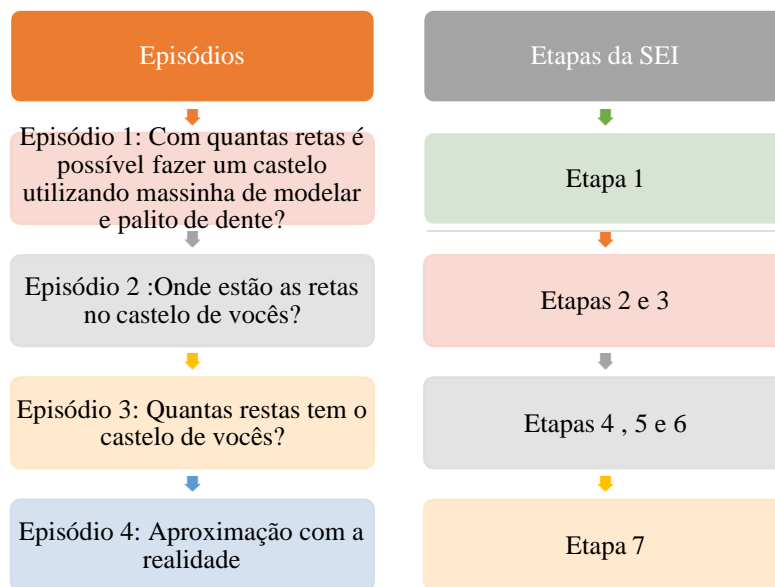 Episódios
Episódio 1: Com quantas retas é
possível fazer um castelo
utilizando massinha de modelar
e palito de dente?
Episódio 2 :Onde estão as retas
no castelo de vocês?
Episódio 3: Quantas restas tem o
castelo de vocês?
Episódio 4: Aproximação com a
realidade
Etapas da SEI
Etapa 1
Etapas 2 e 3
Etapas 4 , 5 e 6
Etapa 7